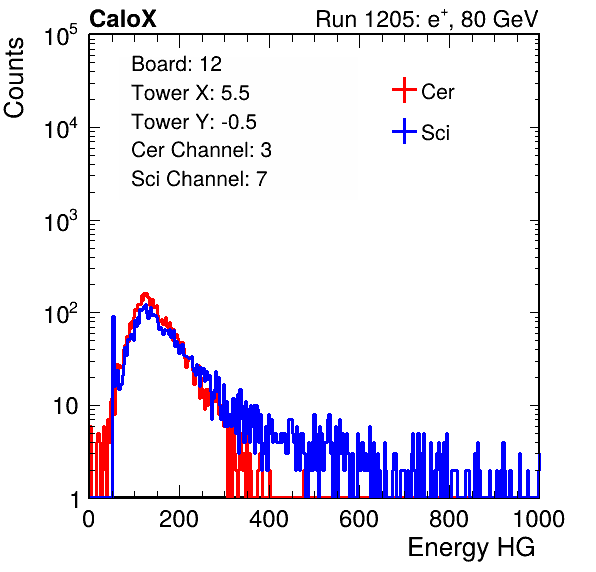 CaloX Run 1205: e⁺, 80 GeV
Counts
Board: 12
Tower X: 5.5
Tower Y: -0.5
Cer Channel: 3
Sci Channel: 7
Cer
Sci
10⁵
10⁴
10³
10²
10
1
0 200 400 600 800 1000
Energy HG